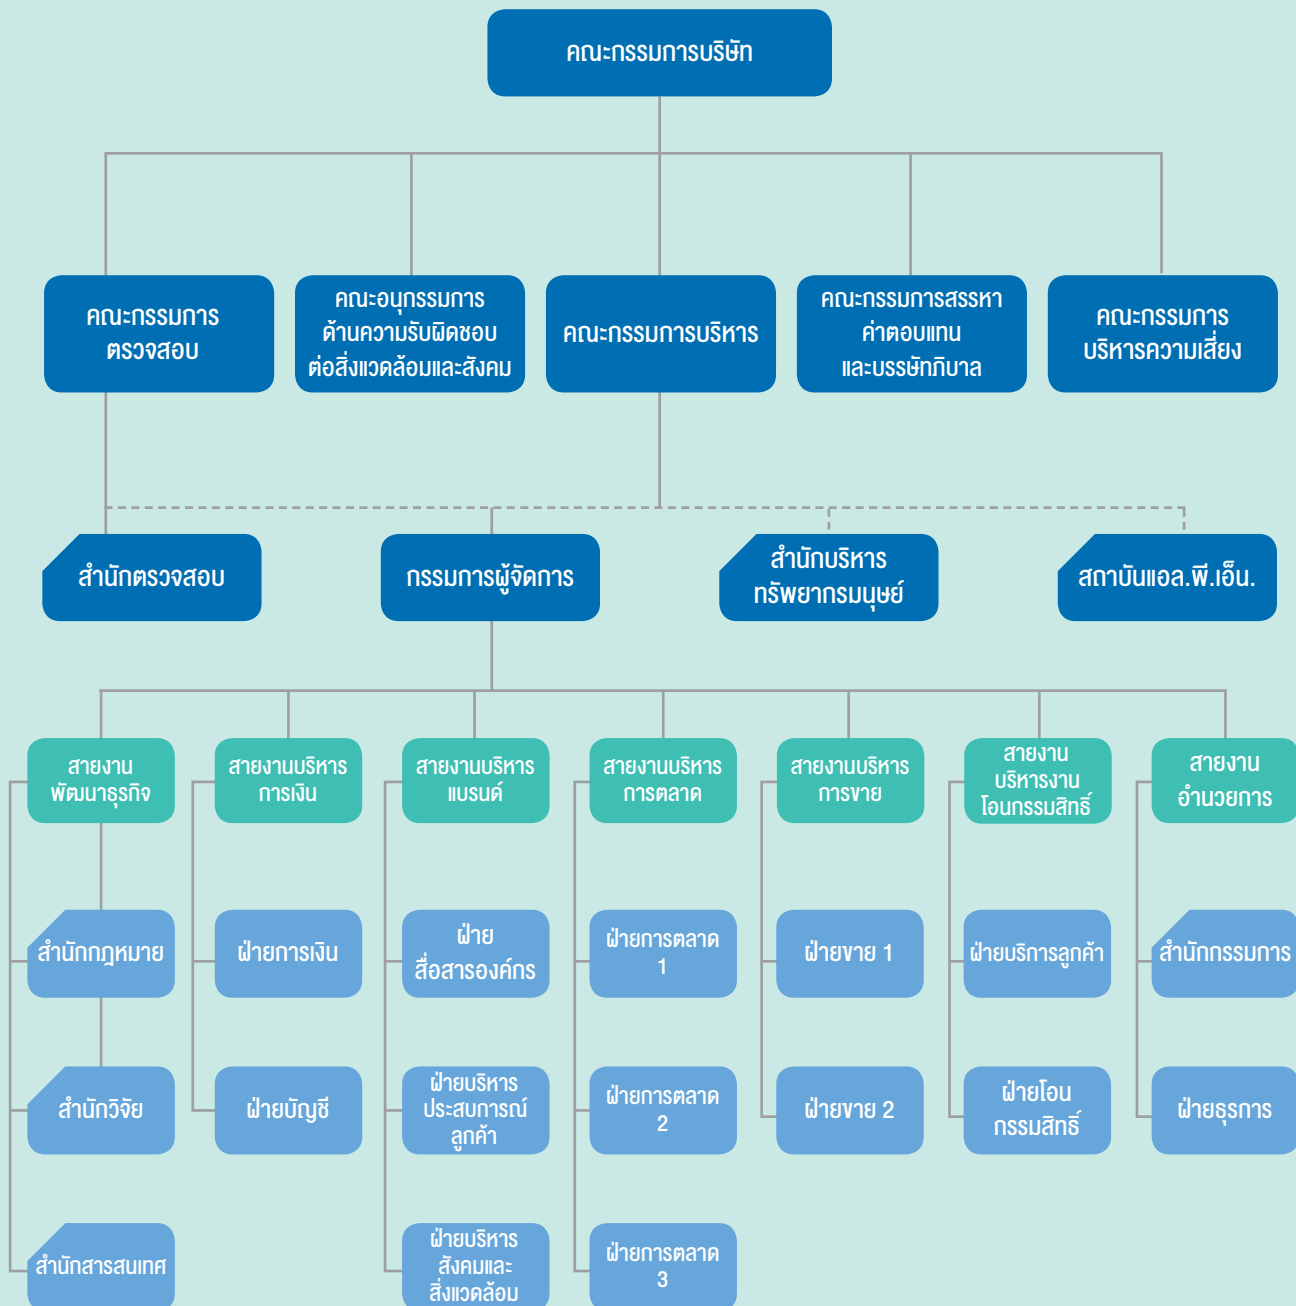 คณะกรรมการบริษัท
คณะกรรมการ
ตรวจสอบ
คณะอนุกรรมการ
ด้านความรับผิดชอบ
ต่อสิ่งแวดล้อมและสังคม
คณะกรรมการบริหาร
คณะกรรมการสรรหา
ค่าตอบแทน
และบรรษัทภิบาล
คณะกรรมการ
บริหารความเสี่ยง
สำนักตรวจสอบ
กรรมการผู้จัดการ
สำนักบริหาร
ทรัพยากรมนุษย์
สถาบันแอล.พี.เอ็น.
สายงาน
พัฒนาธุรกิจ
สายงานบริหาร
การเงิน
สายงานบริหาร
แบรนด์
สายงานบริหาร
การตลาด
สายงานบริหาร
การขาย
สายงาน
บริหารงาน
โอนกรรมสิทธิ์
สายงาน
อำนวยการ
สำนักกฎหมาย
ฝ่ายการเงิน
ฝ่าย
สื่อสารองค์กร
ฝ่ายการตลาด
1
ฝ่ายขาย 1
ฝ่ายบริการลูกค้า
สำนักกรรมการ
สำนักวิจัย
ฝ่ายบัญชี
ฝ่ายบริหาร
ประสบการณ์
ลูกค้า
ฝ่ายการตลาด
2
ฝ่ายขาย 2
ฝ่ายโอน
กรรมสิทธิ์
ฝ่ายธุรการ
สำนักสารสนเทศ
ฝ่ายบริหาร
สังคมและ
สิ่งแวดล้อม
ฝ่ายการตลาด
3